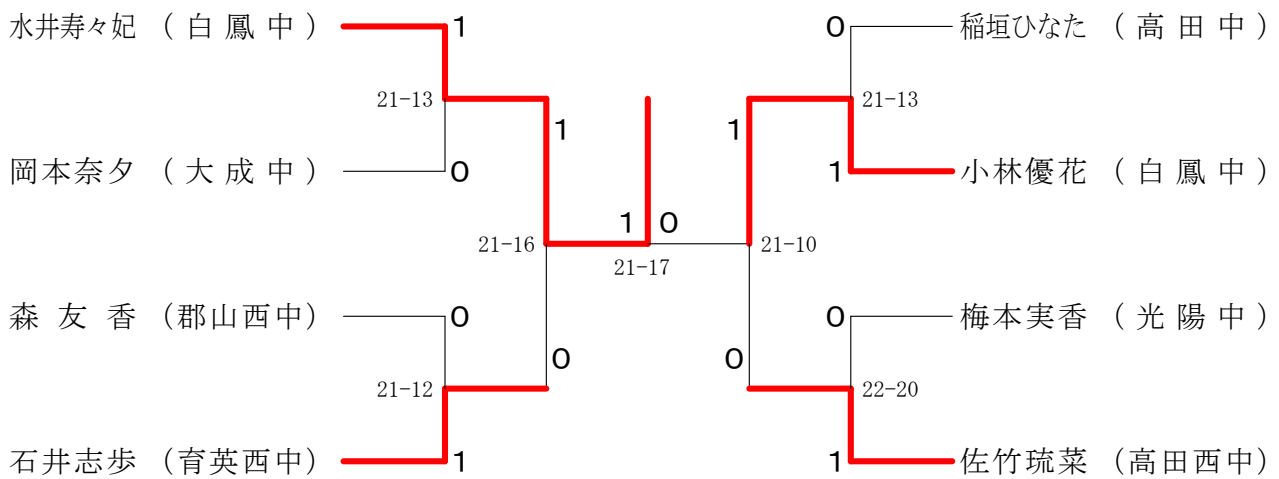 水井寿々妃 (白鳳中) 1 0 稲垣ひなた (高田中)
21-13 21-13
1 1
岡本奈夕 (大成中) 0 1 小林優花 (白鳳中)
1 0
21-16 21-10
21-17
森友香 (郡山西中) 0 0 梅本実香 (光陽中)
0 0
21-12 22-20
石井志歩 (育英西中) 1 1 佐竹琉菜 (高田西中)